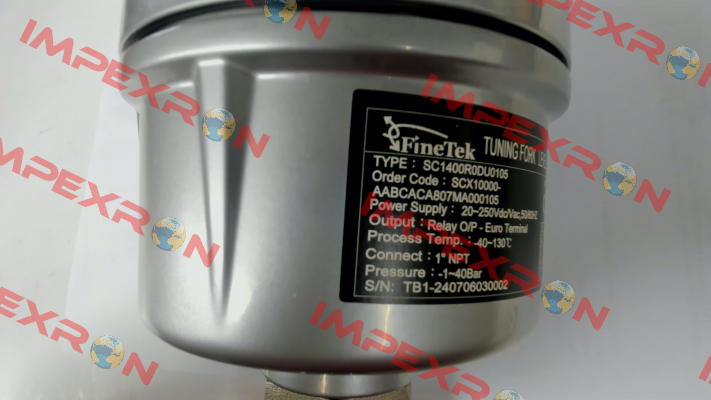 IMPEXRON
FineTek
TUNING FORK
TYPE : SC1400R0DU0105
Order Code : SCX10000-
AABCACA807MA000105
Power Supply : 20~250Vdc/Vac,50/60HZ
Output : Relay O/P - Euro Terminal
Process Temp. : -40~130℃
Connect : 1" NPT
Pressure : -1~40Bar
S/N: TB1-240706030002
IMPEXRON
IMPEXRON
IMPEXRON
IMPEXRON
IMPEXRON